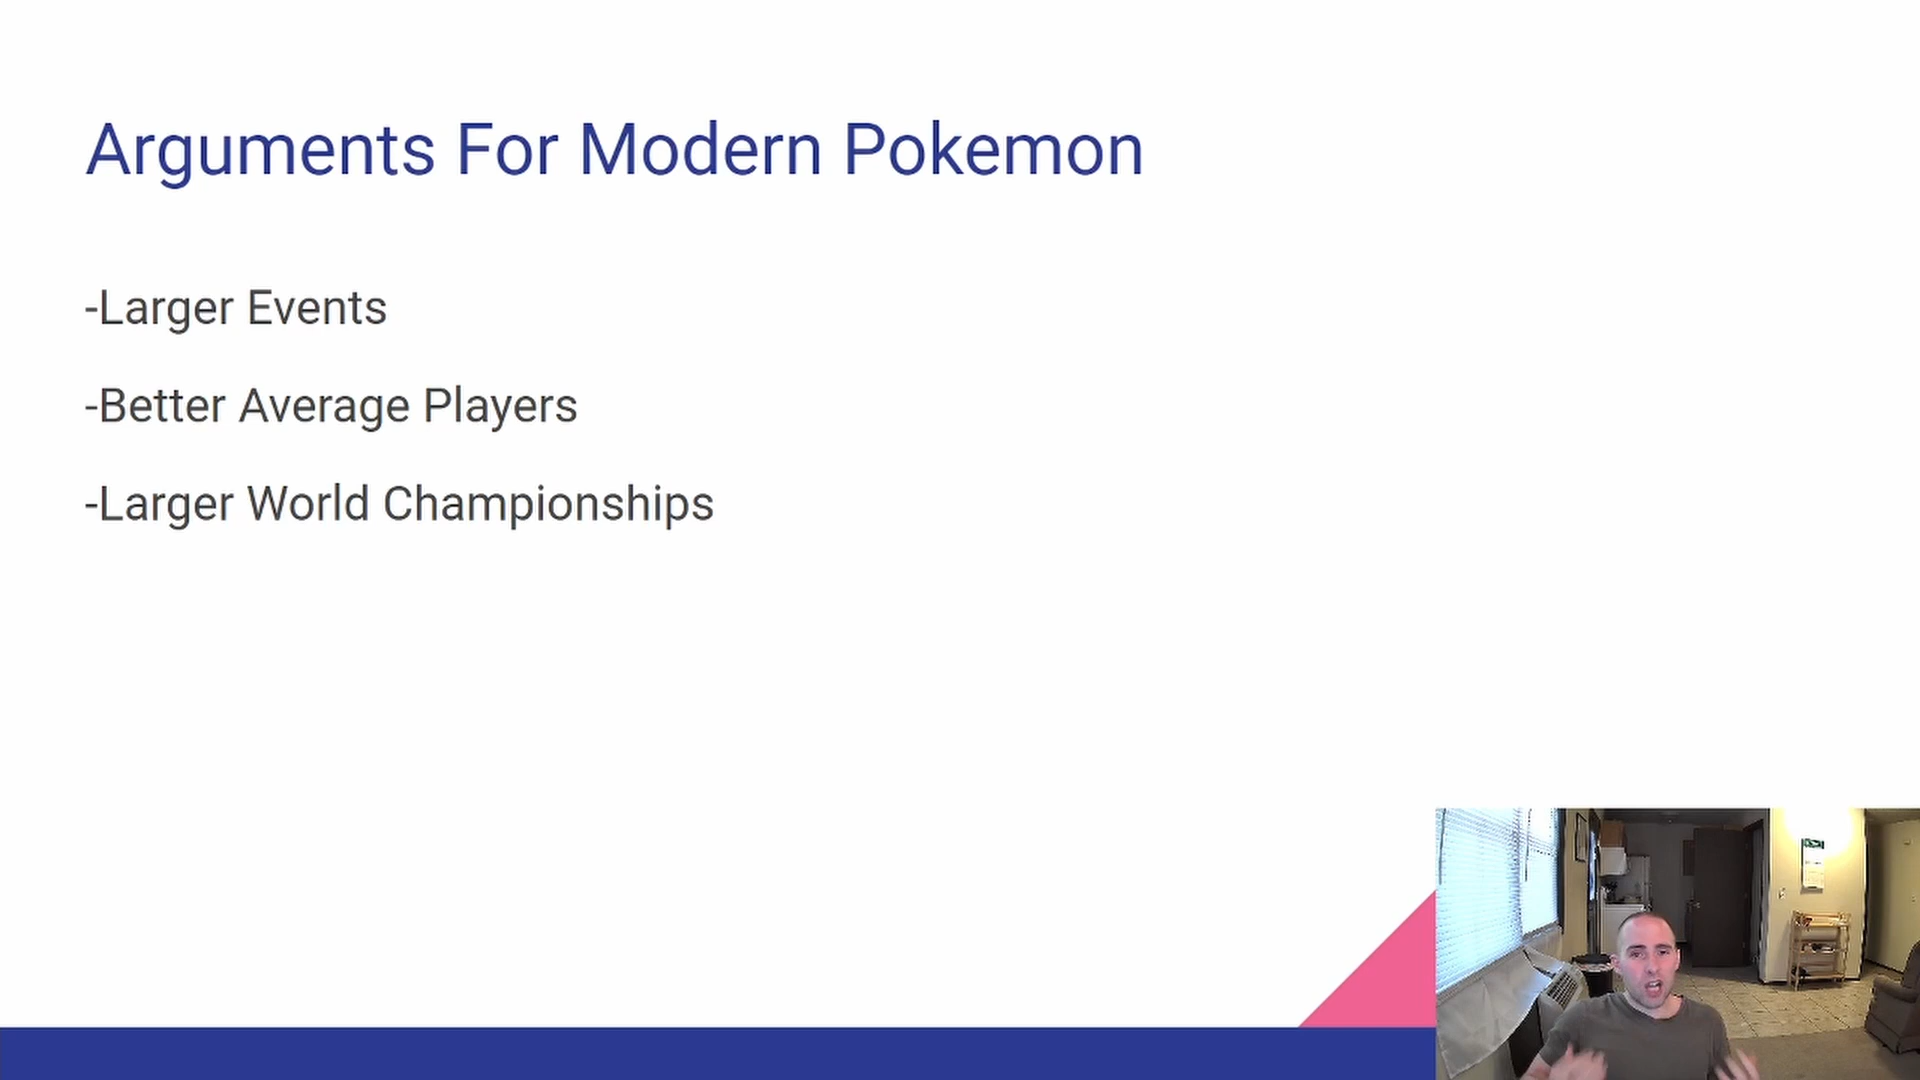 Arguments For Modern Pokemon
-Larger Events
-Better Average Players
-Larger World Championships